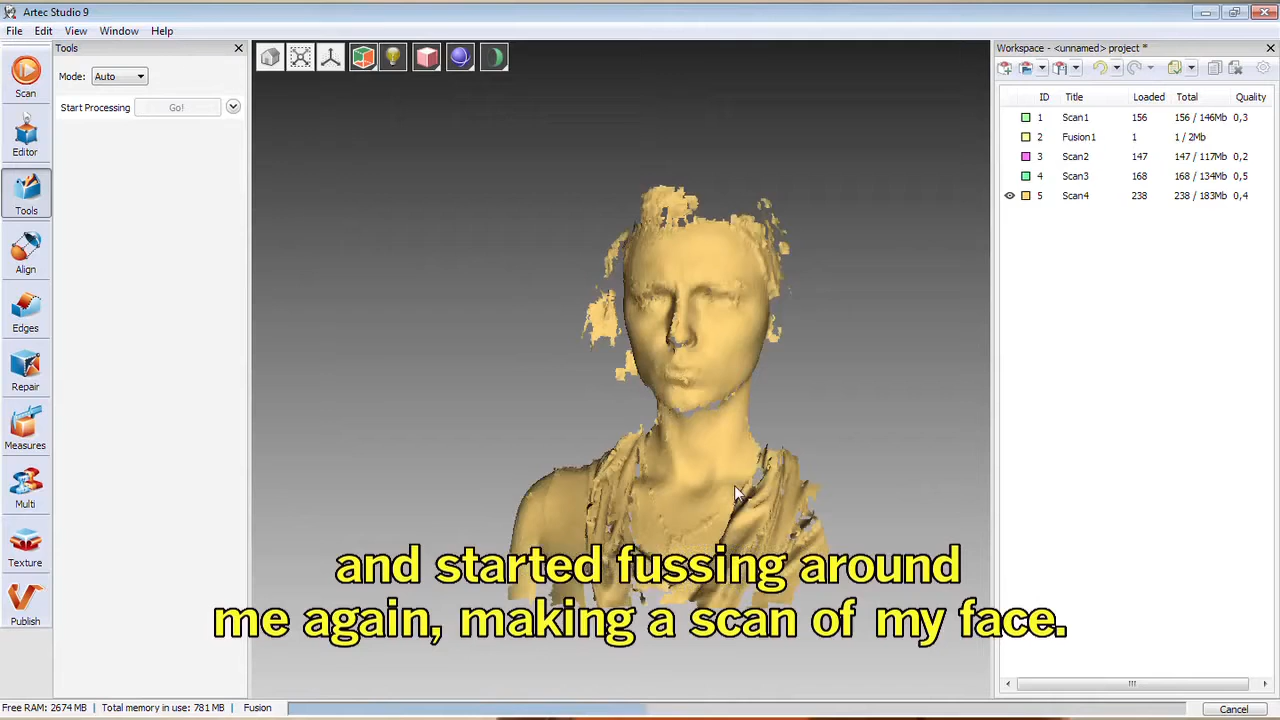 Artec Studio 9
File Edit View Window Help
Tools
Mode: Auto
Start Processing Go!
Scan
Editor
Tools
Align
Edges
Repair
Measures
Multi
Texture
Publish
Workspace - <unnamed> project *
ID Title Loaded Total Quality
1 Scan1 156 156 / 146Mb 0,3
2 Fusion1 1 1 / 2Mb
3 Scan2 147 147 / 117Mb 0,2
4 Scan3 168 168 / 134Mb 0,5
5 Scan4 238 238 / 183Mb 0,4
and started fussing around
me again, making a scan of my face.
Free RAM: 2674 MB Total memory in use: 781 MB Fusion Cancel